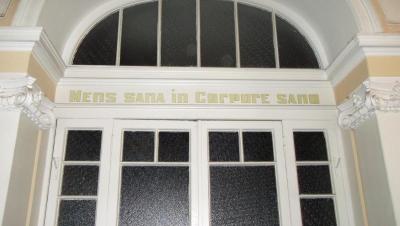 Mens sana in Corpore sano